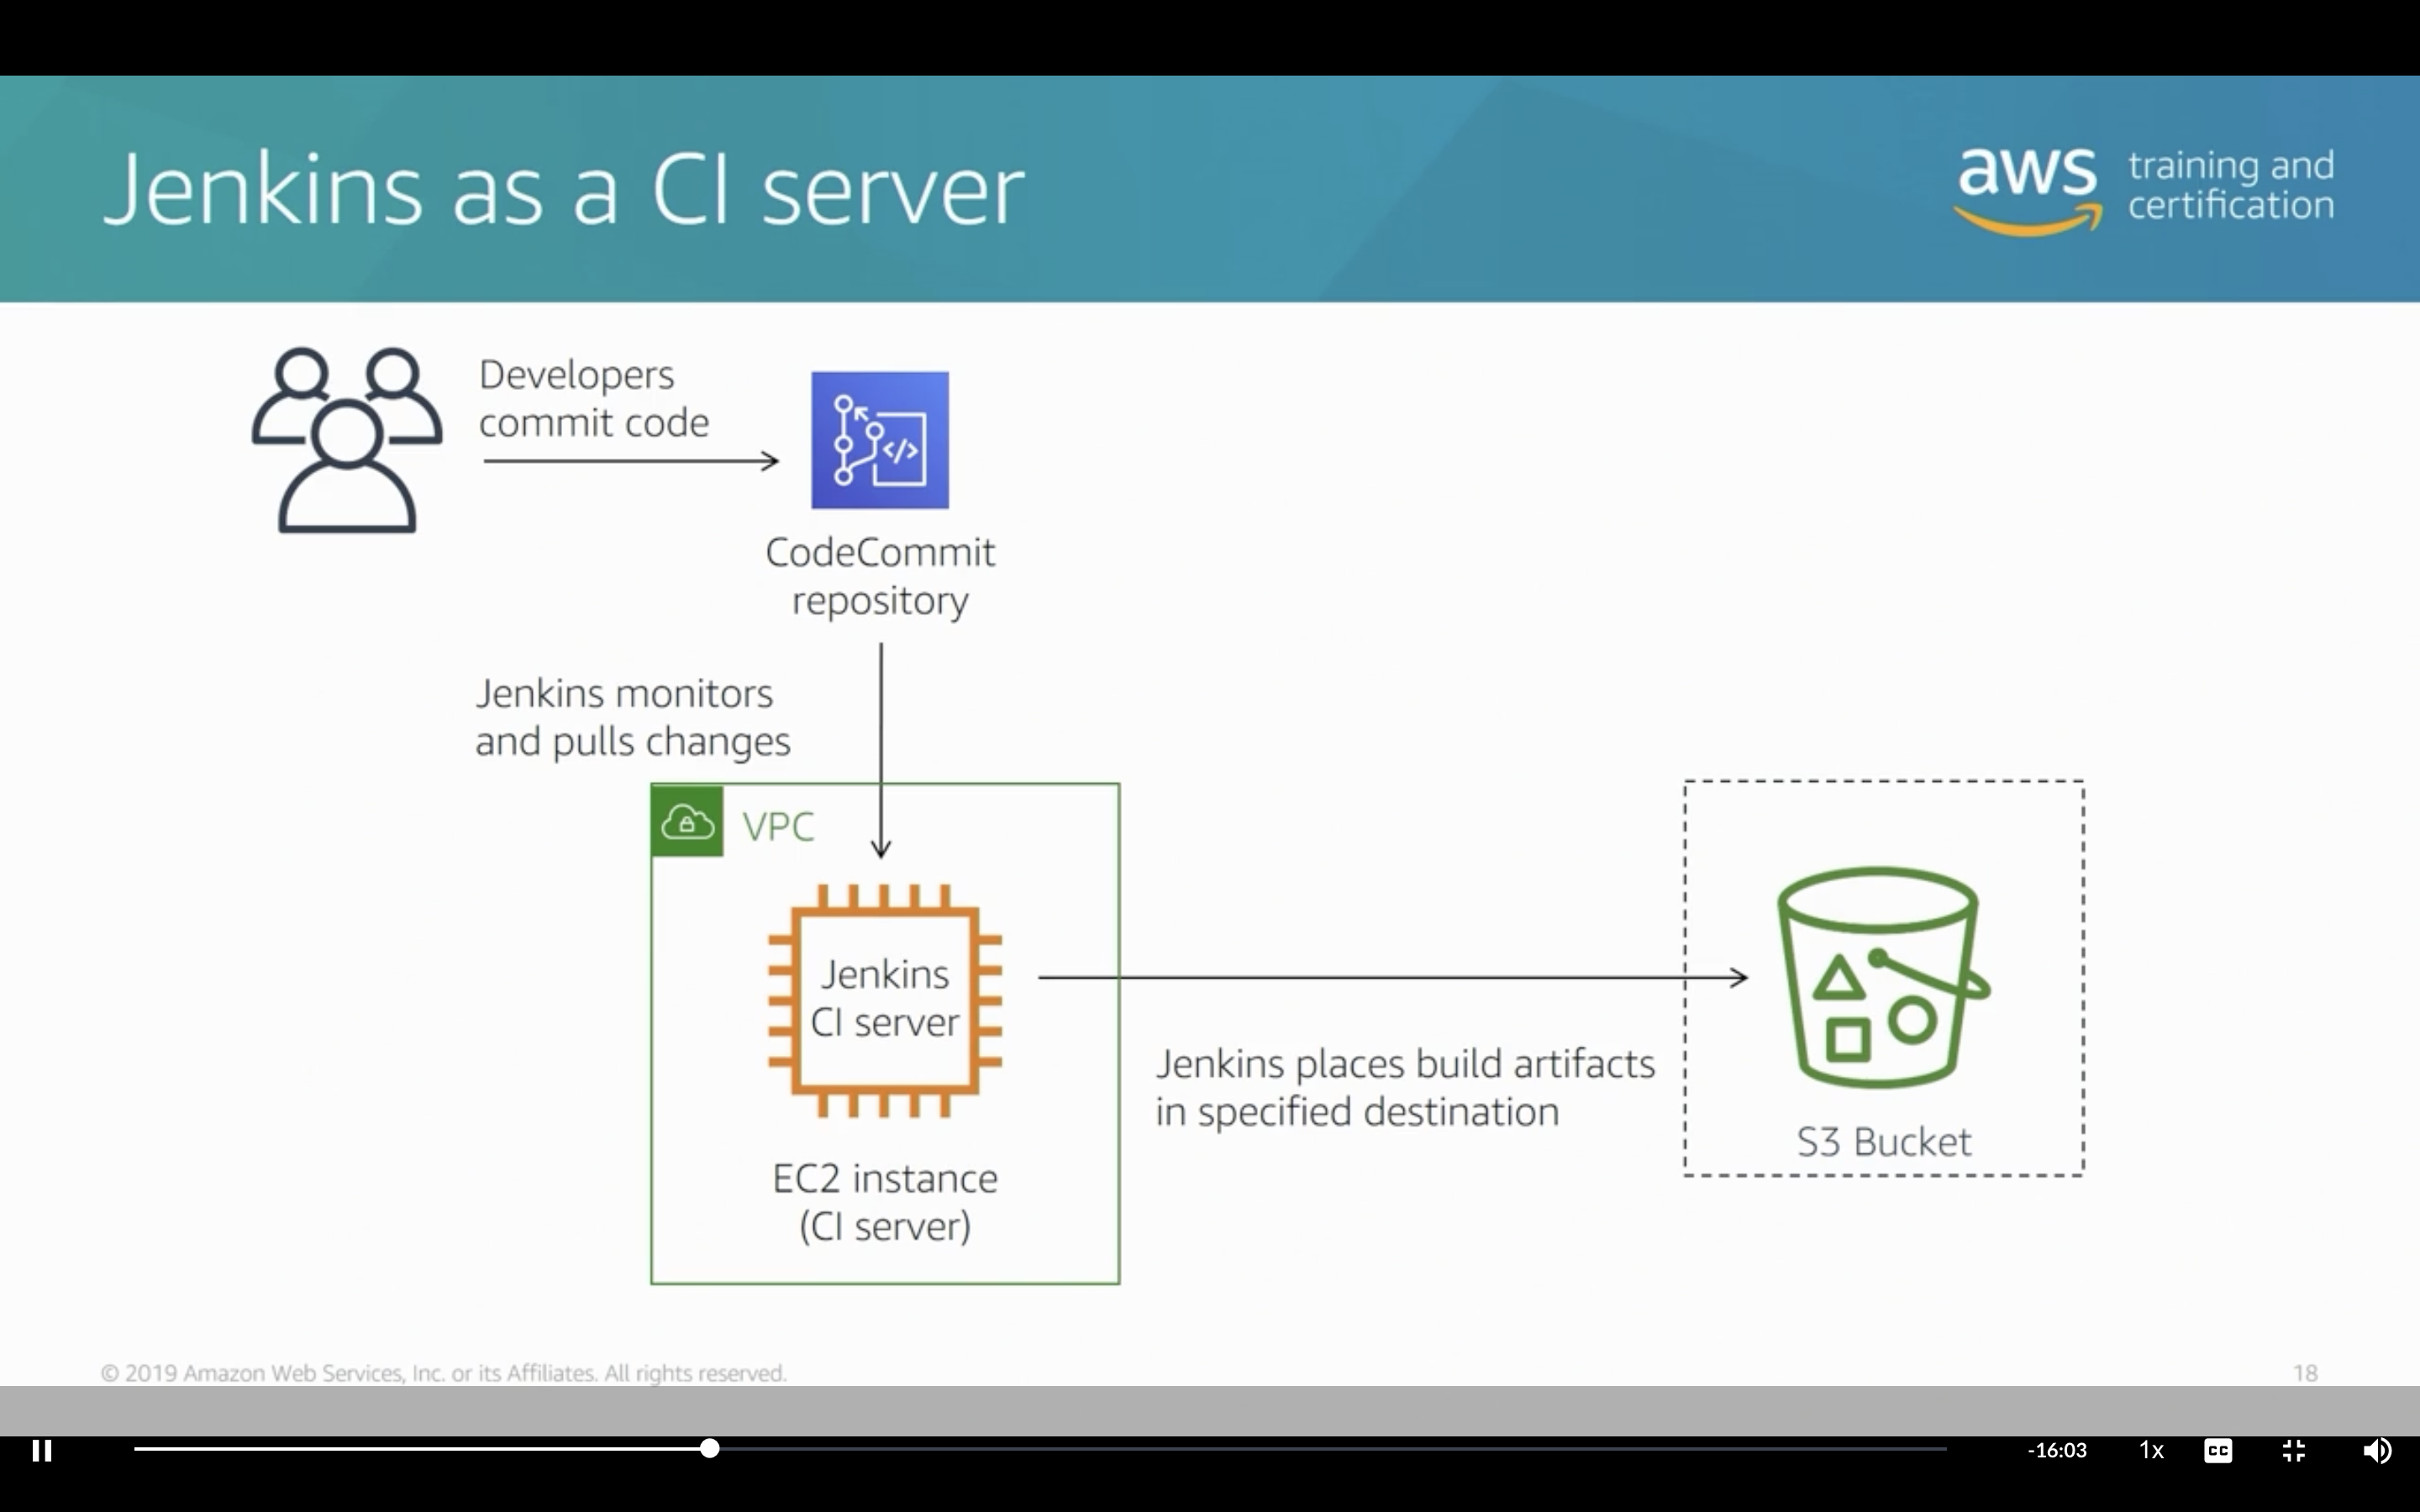 Jenkins as a CI server
aws training and
certification
Developers
commit code
</>
CodeCommit
repository
Jenkins monitors
and pulls changes
VPC
Jenkins
CI server
Jenkins places build artifacts
in specified destination
S3 Bucket
EC2 instance
(CI server)
© 2019 Amazon Web Services, Inc. or its Affiliates. All rights reserved.
18
-16:03
1x
CC